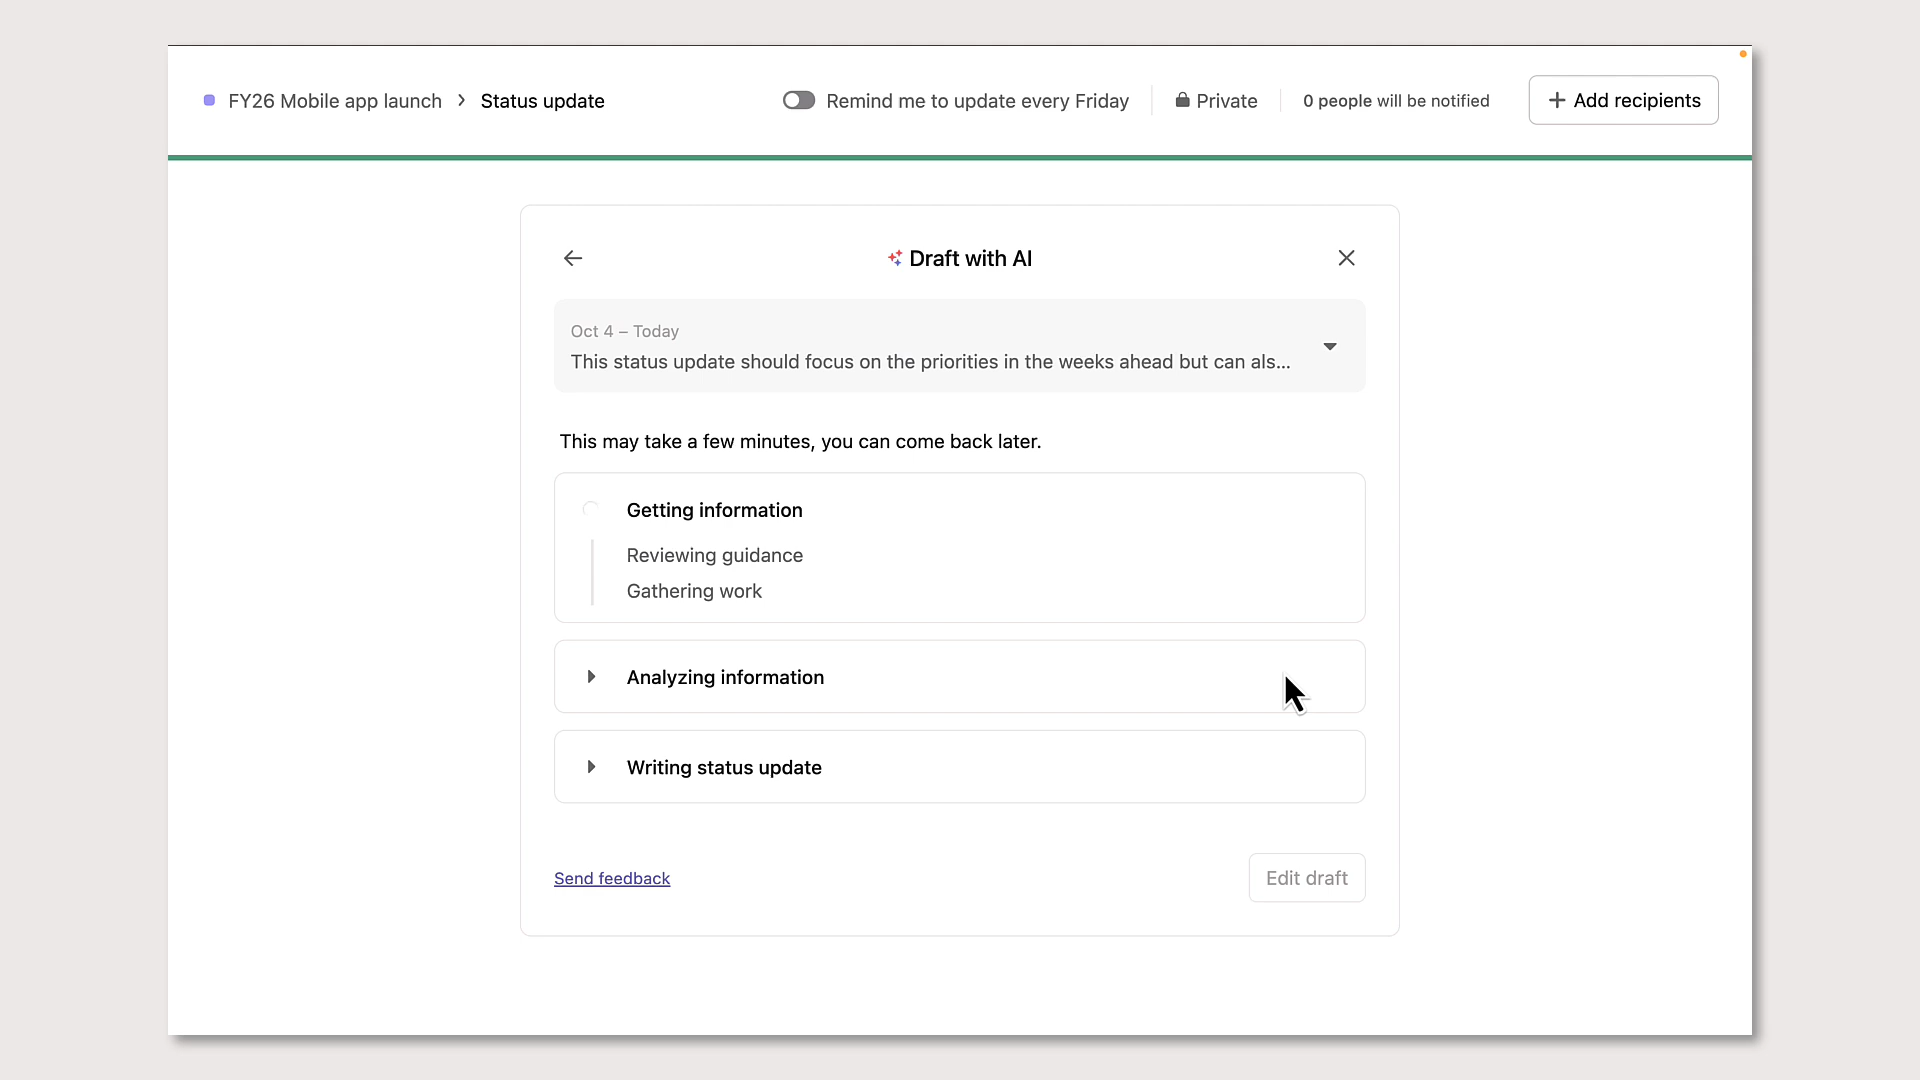 FY26 Mobile app launch > Status update
Remind me to update every Friday
Private
0 people will be notified
+ Add recipients
Draft with AI
Oct 4 – Today
This status update should focus on the priorities in the weeks ahead but can als...
This may take a few minutes, you can come back later.
Getting information
Reviewing guidance
Gathering work
Analyzing information
Writing status update
Send feedback
Edit draft